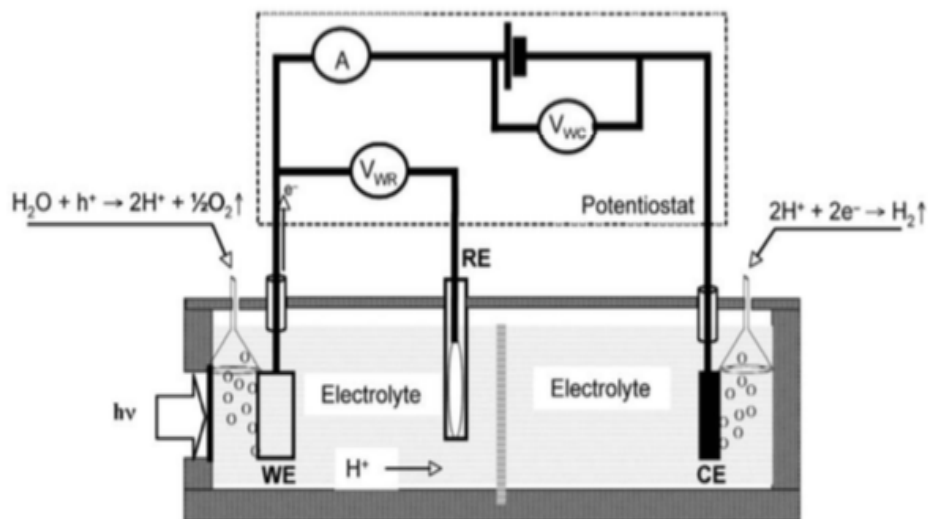 A
V_WC
V_WR
e⁻
Potentiostat
H₂O + h⁺ → 2H⁺ + ½O₂↑
2H⁺ + 2e⁻ → H₂↑
RE
Electrolyte
Electrolyte
hν
H⁺
WE
CE